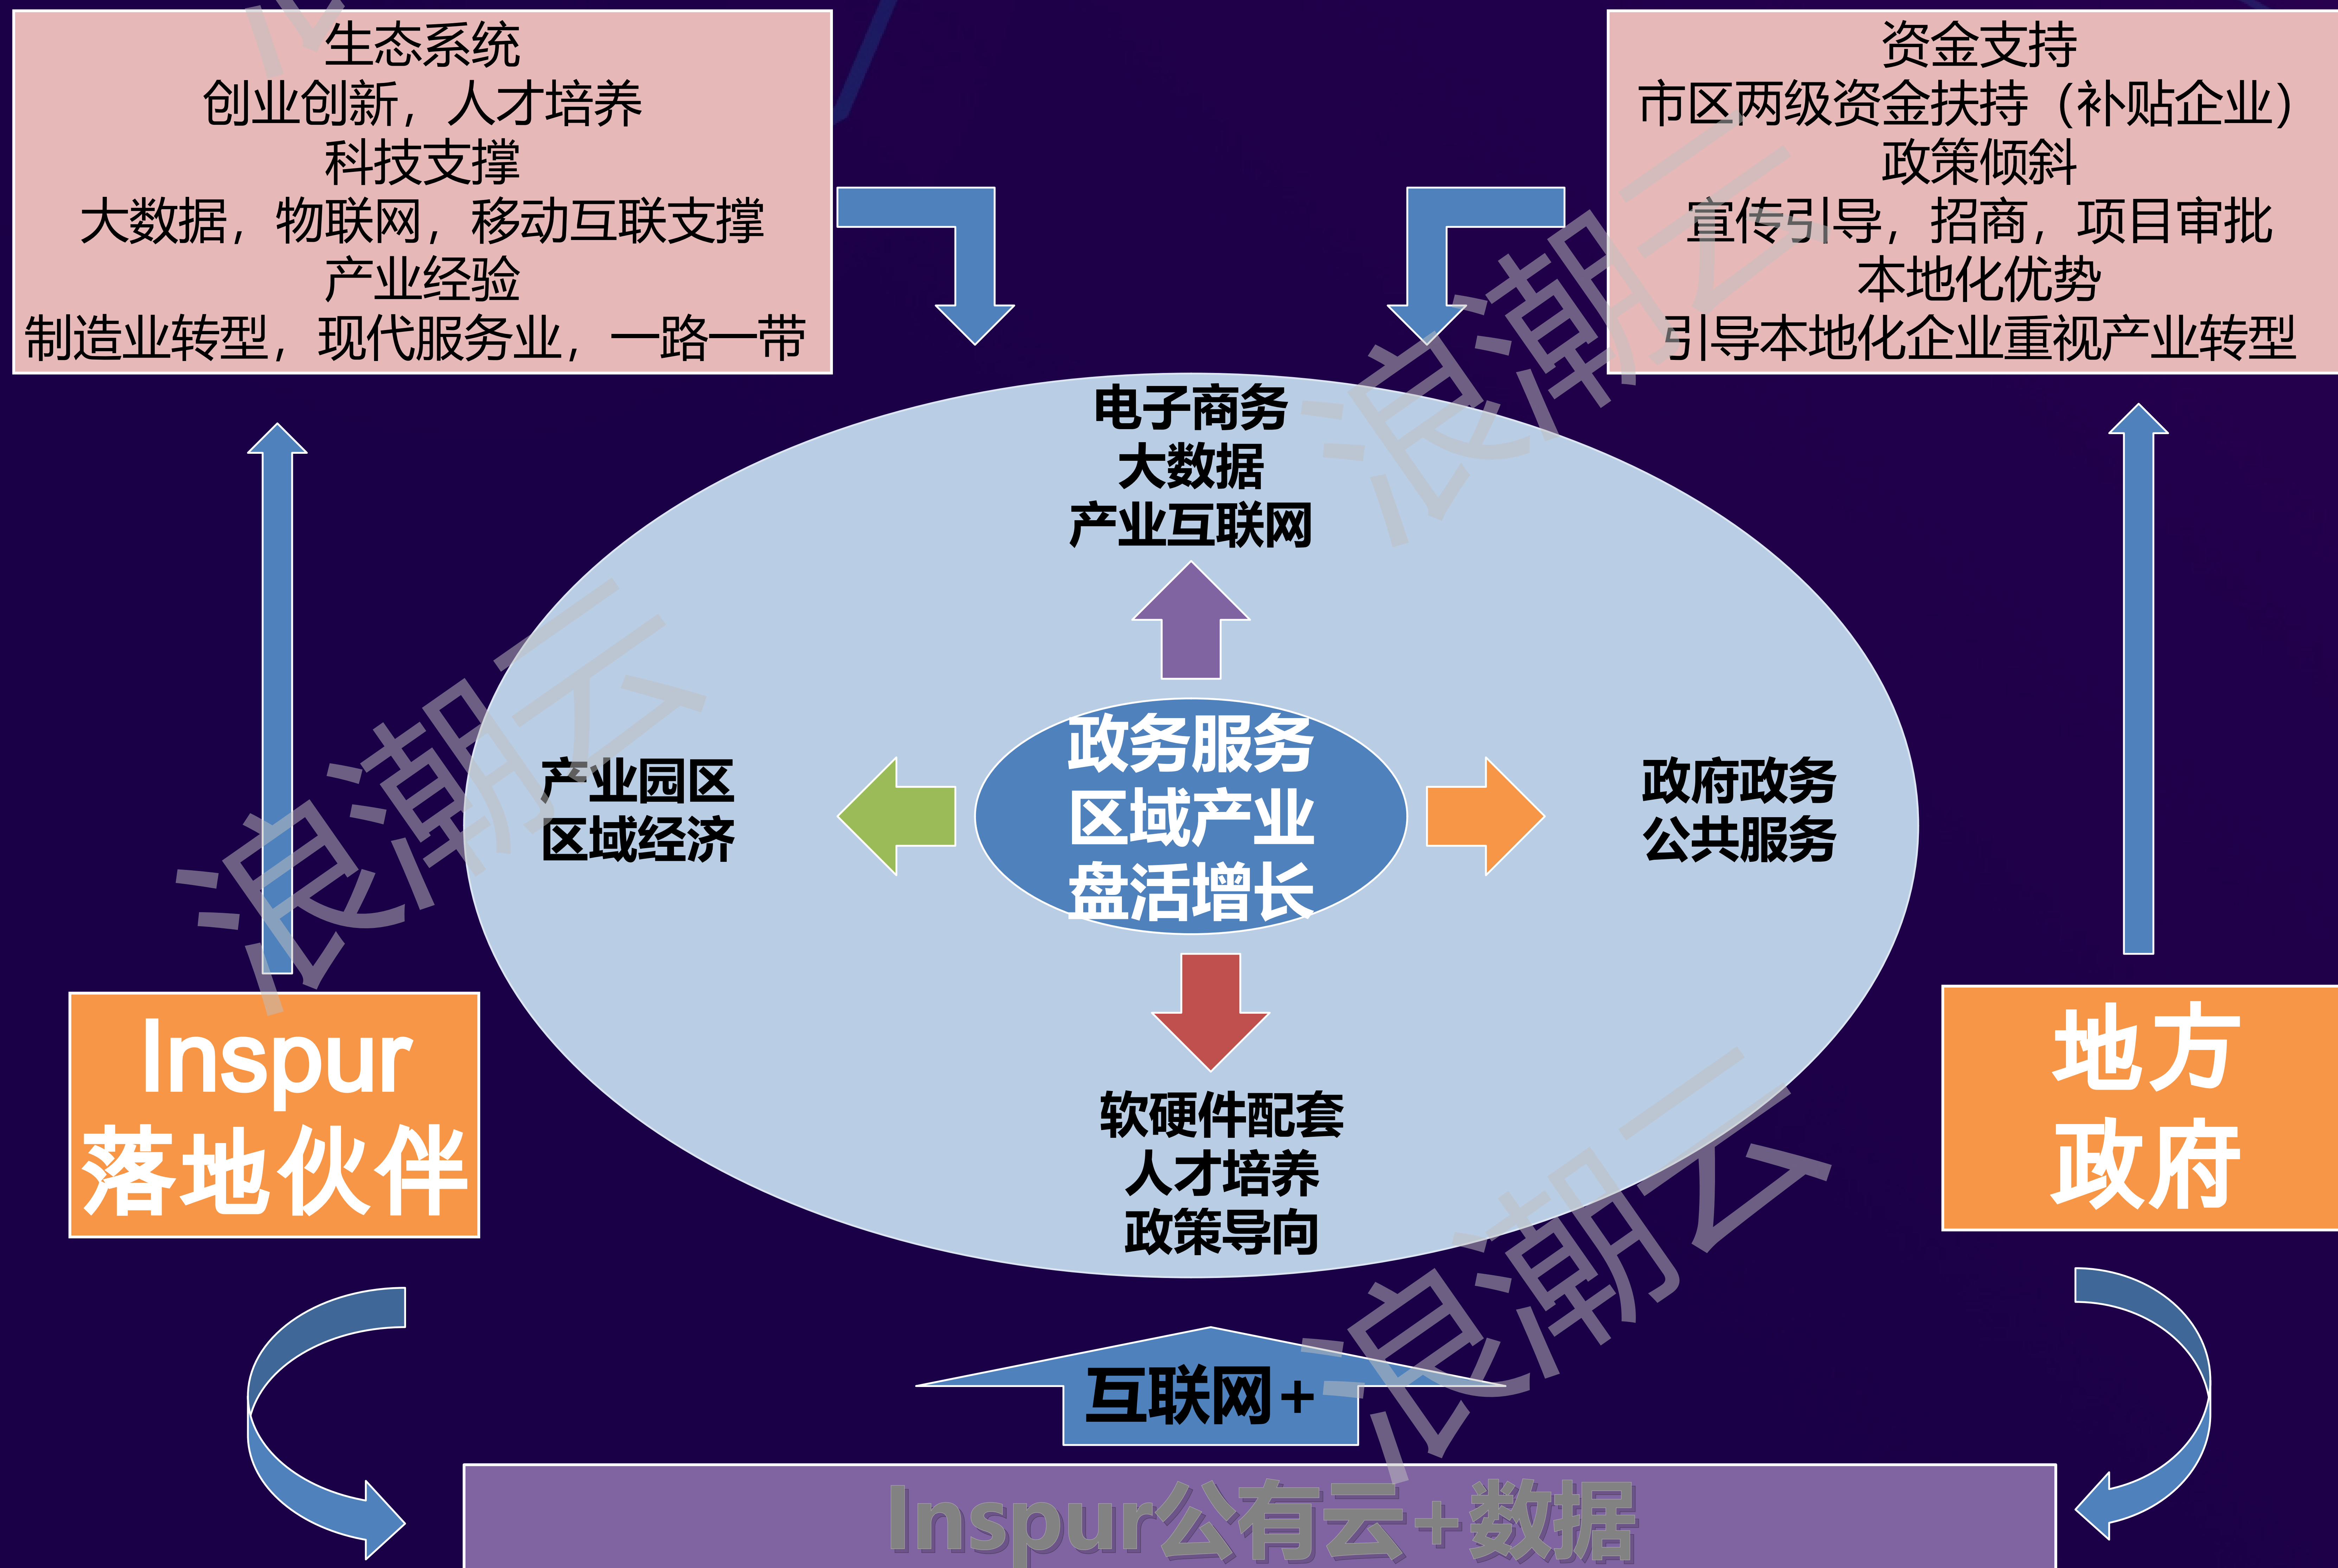 生态系统
创业创新，人才培养
科技支撑
大数据，物联网，移动互联支撑
产业经验
制造业转型，现代服务业，一路一带
资金支持
市区两级资金扶持（补贴企业）
政策倾斜
宣传引导，招商，项目审批
本地化优势
引导本地化企业重视产业转型
电子商务
大数据
产业互联网
产业园区
区域经济
政务服务
区域产业
盘活增长
政府政务
公共服务
软硬件配套
人才培养
政策导向
Inspur
落地伙伴
地方
政府
互联网+
Inspur公有云+数据
浪潮云
浪潮云
浪潮云